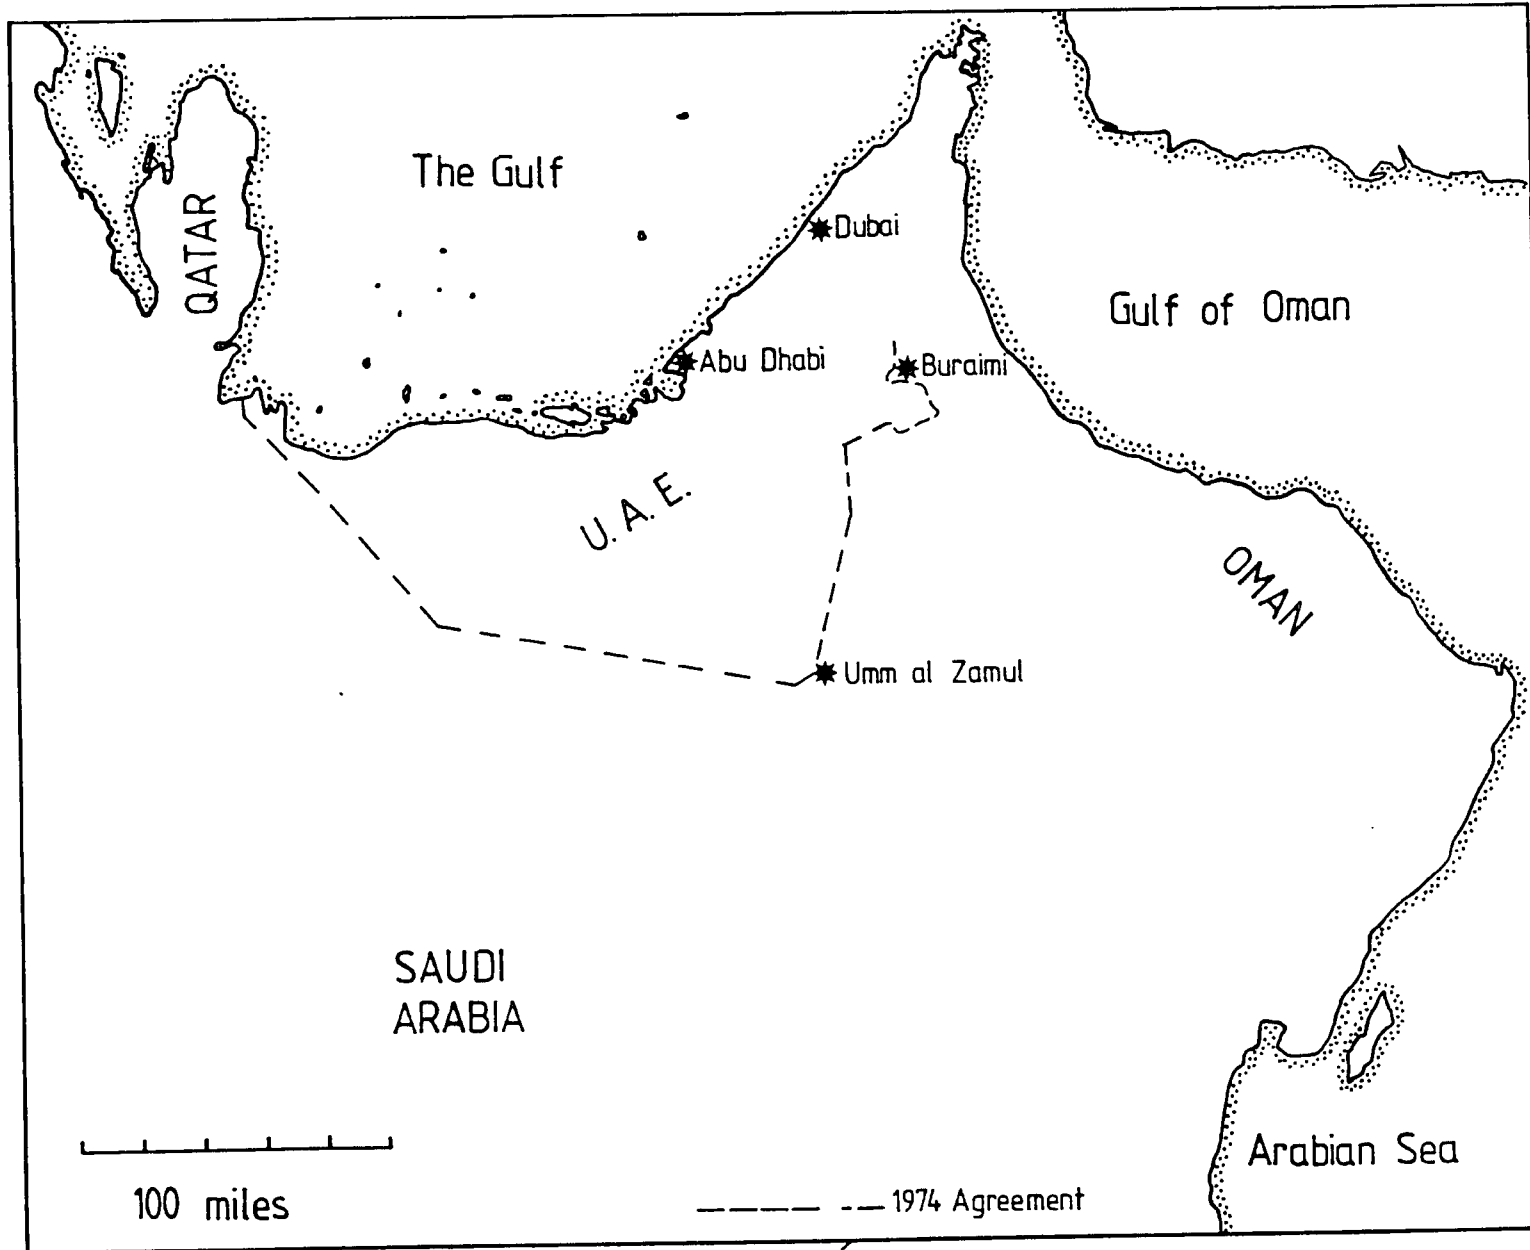 The Gulf
QATAR
Dubai
Gulf of Oman
Abu Dhabi
Buraimi
U. A. E.
OMAN
Umm al Zamul
SAUDI
ARABIA
Arabian Sea
100 miles
1974 Agreement